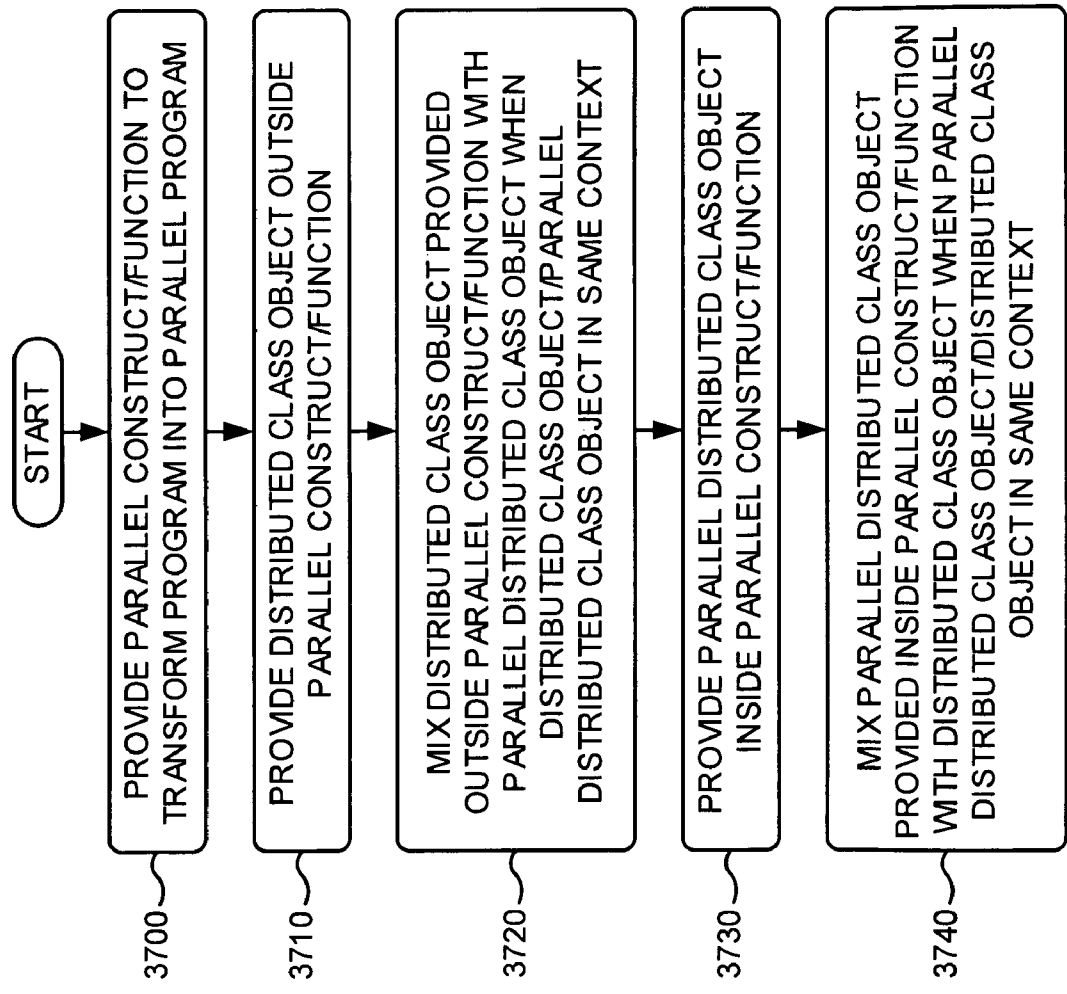 START
PROVIDE PARALLEL CONSTRUCT/FUNCTION TO
TRANSFORM PROGRAM INTO PARALLEL PROGRAM
3700
PROVIDE DISTRIBUTED CLASS OBJECT OUTSIDE
PARALLEL CONSTRUCT/FUNCTION
3710
MIX DISTRIBUTED CLASS OBJECT PROVIDED
OUTSIDE PARALLEL CONSTRUCT/FUNCTION WITH
PARALLEL DISTRIBUTED CLASS OBJECT WHEN
DISTRIBUTED CLASS OBJECT/PARALLEL
DISTRIBUTED CLASS OBJECT IN SAME CONTEXT
3720
PROVIDE PARALLEL DISTRIBUTED CLASS OBJECT
INSIDE PARALLEL CONSTRUCT/FUNCTION
3730
MIX PARALLEL DISTRIBUTED CLASS OBJECT
PROVIDED INSIDE PARALLEL CONSTRUCT/FUNCTION
WITH DISTRIBUTED CLASS OBJECT WHEN PARALLEL
DISTRIBUTED CLASS OBJECT/DISTRIBUTED CLASS
OBJECT IN SAME CONTEXT
3740